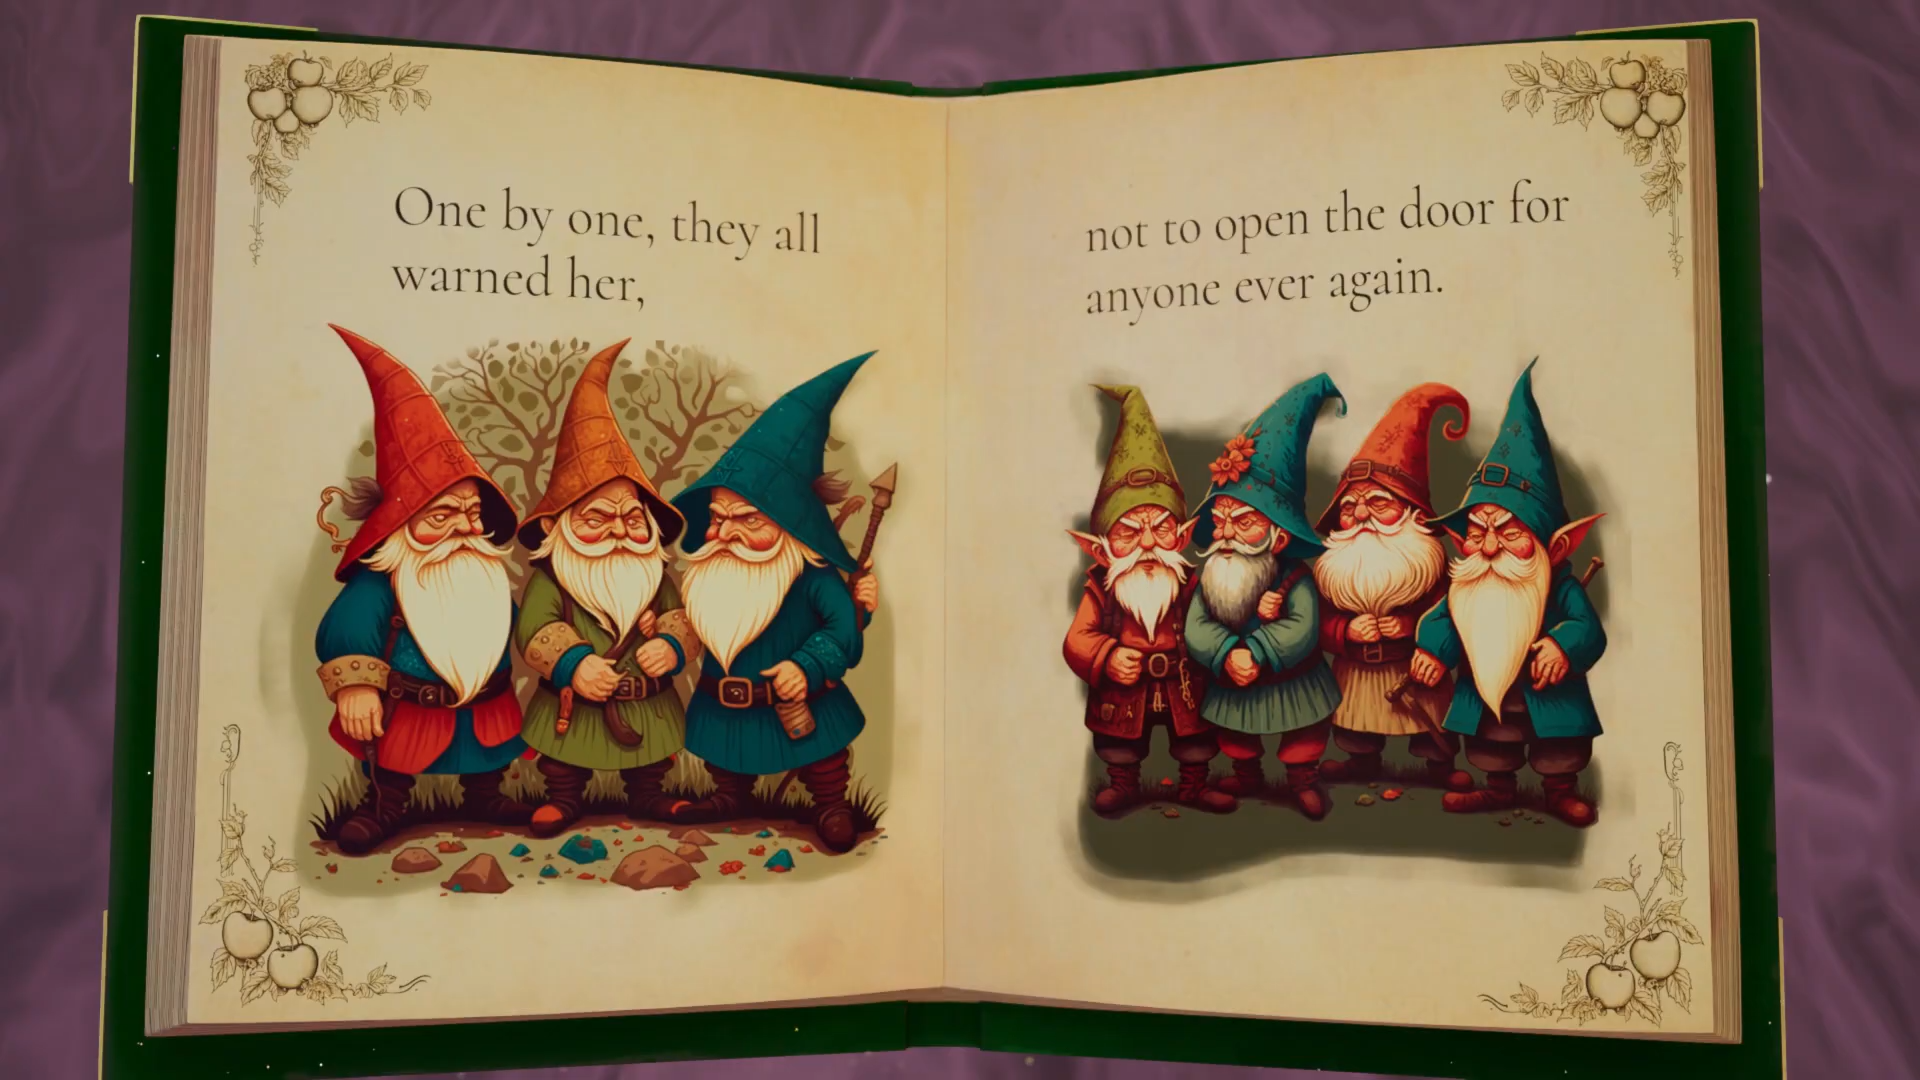 One by one, they all
warned her,
not to open the door for
anyone ever again.